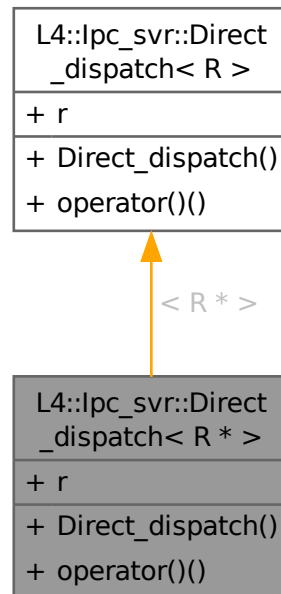 L4::Ipc_svr::Direct
_dispatch< R >
+ r
+ Direct_dispatch()
+ operator()()
< R * >
L4::Ipc_svr::Direct
_dispatch< R * >
+ r
+ Direct_dispatch()
+ operator()()